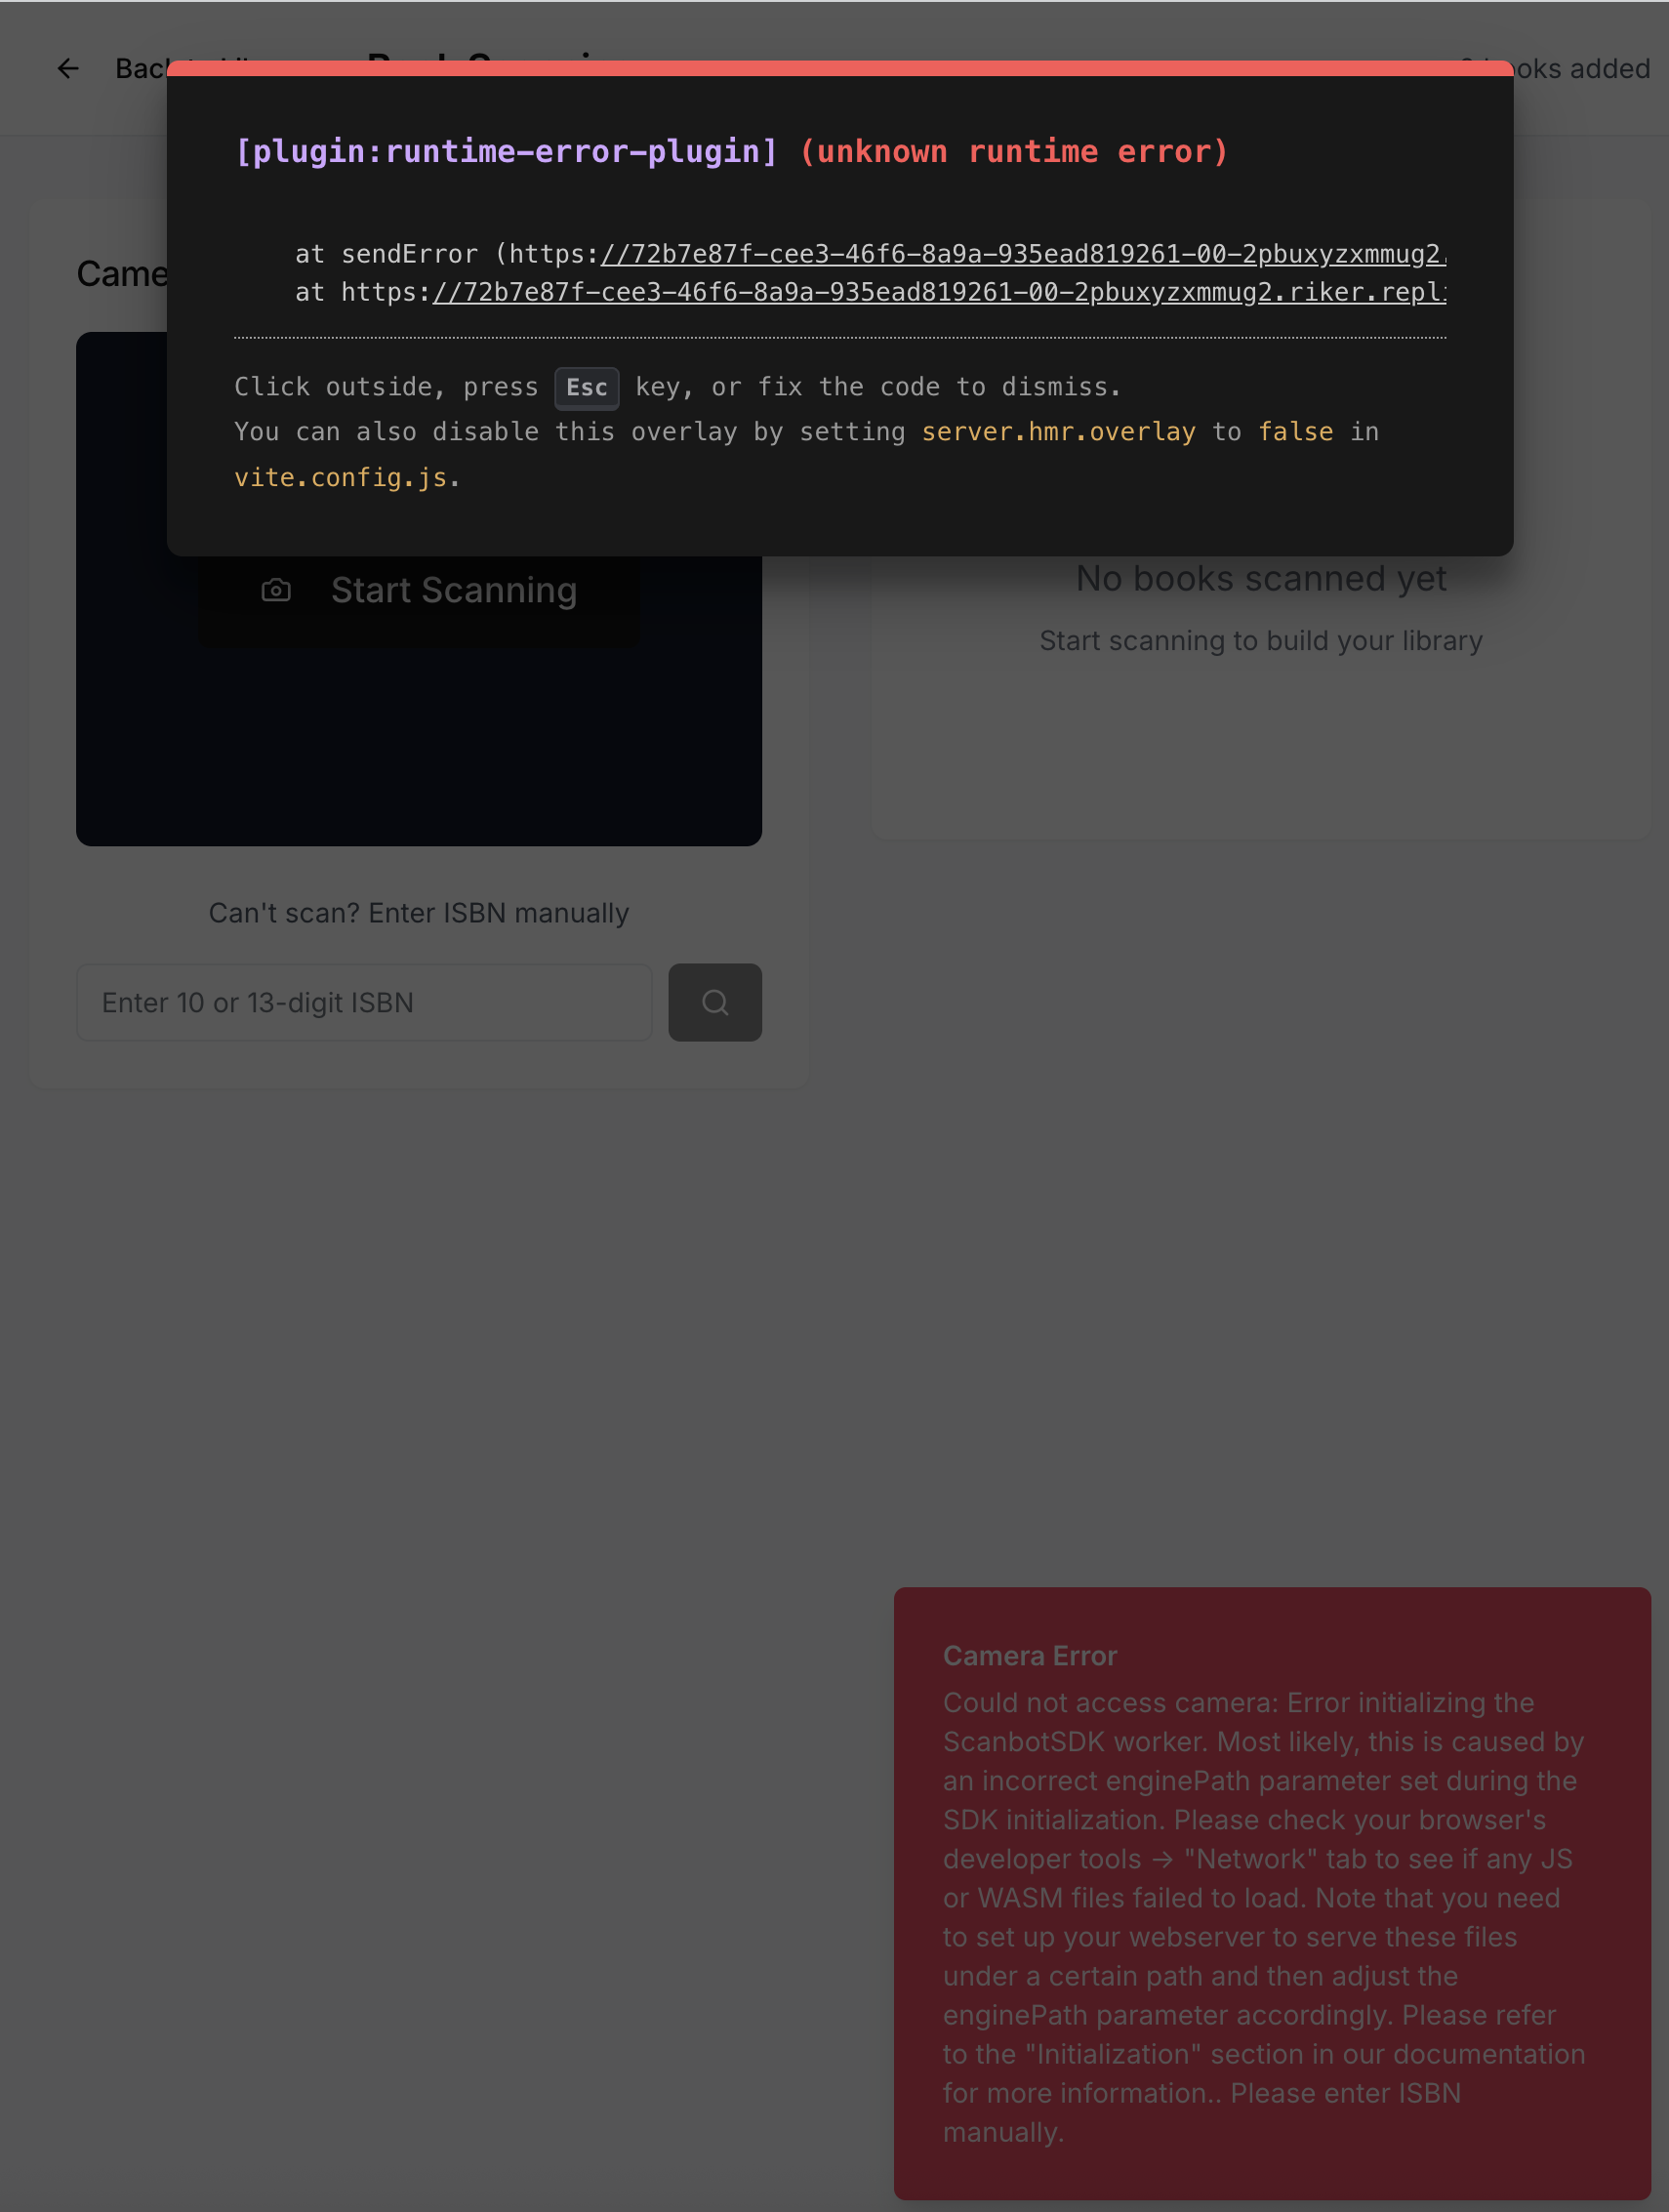 Back
ooks added
[plugin:runtime-error-plugin] (unknown runtime error)
at sendError (https://72b7e87f-cee3-46f6-8a9a-935ead819261-00-2pbuxyzxmmug2.
at https://72b7e87f-cee3-46f6-8a9a-935ead819261-00-2pbuxyzxmmug2.riker.repl
Click outside, press Esc key, or fix the code to dismiss.
You can also disable this overlay by setting server.hmr.overlay to false in
vite.config.js.
Came
Start Scanning
Can't scan? Enter ISBN manually
Enter 10 or 13-digit ISBN
No books scanned yet
Start scanning to build your library
Camera Error
Could not access camera: Error initializing the
ScanbotSDK worker. Most likely, this is caused by
an incorrect enginePath parameter set during the
SDK initialization. Please check your browser's
developer tools → "Network" tab to see if any JS
or WASM files failed to load. Note that you need
to set up your webserver to serve these files
under a certain path and then adjust the
enginePath parameter accordingly. Please refer
to the "Initialization" section in our documentation
for more information.. Please enter ISBN
manually.